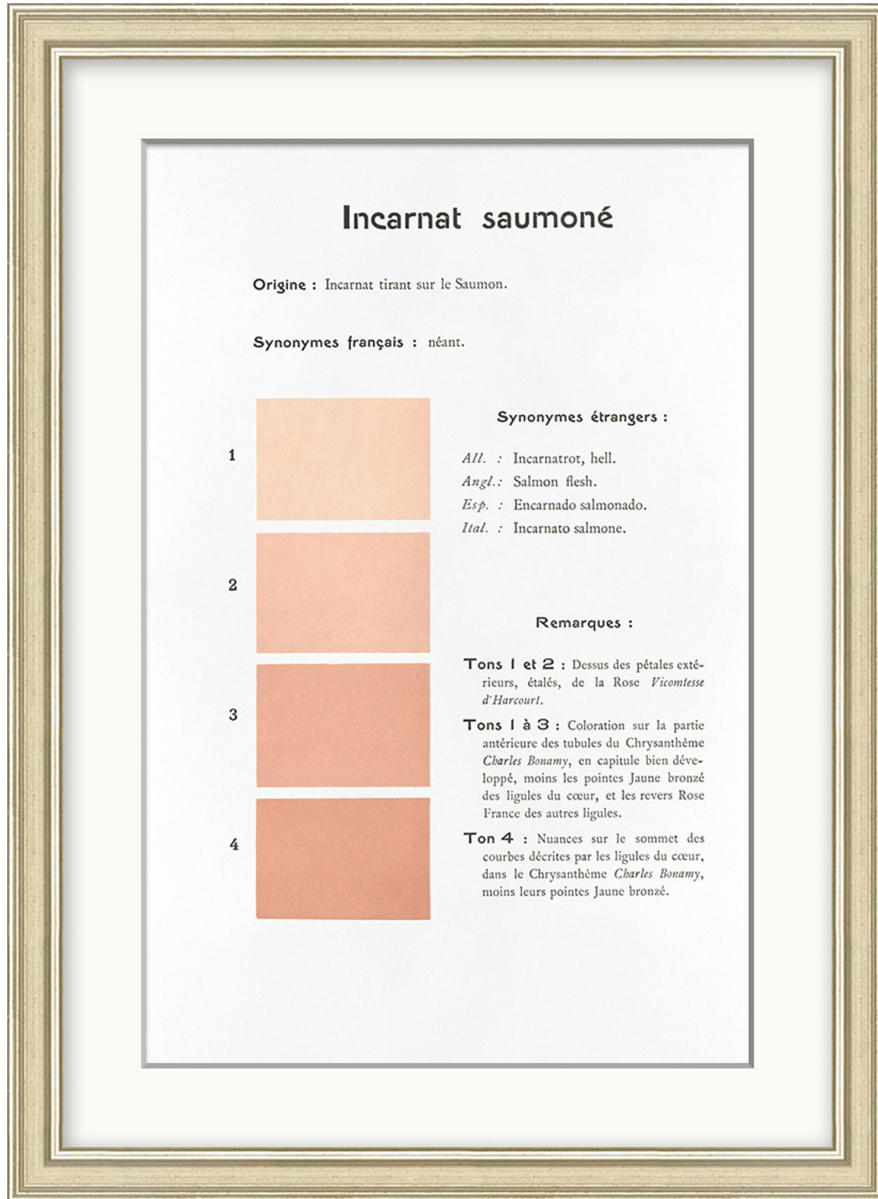 Incarnat saumoné
Origine : Incarnat tirant sur le Saumon.
Synonymes français : néant.
1
2
3
4
Synonymes étrangers :
All. : Incarnatrot, hell.
Angl.: Salmon flesh.
Esp. : Encarnado salmonado.
Ital. : Incarnato salmone.
Remarques :
Tons 1 et 2 : Dessus des pétales exté-
rieurs, étalés, de la Rose Vicomtesse
d'Harcourt.
Tons 1 à 3 : Coloration sur la partie
antérieure des tubules du Chrysanthème
Charles Bonamy, en capitule bien déve-
loppé, moins les pointes Jaune bronzé
des ligules du cœur, et les revers Rose
France des autres ligules.
Ton 4 : Nuances sur le sommet des
courbes décrites par les ligules du cœur,
dans le Chrysanthème Charles Bonamy,
moins leurs pointes Jaune bronzé.